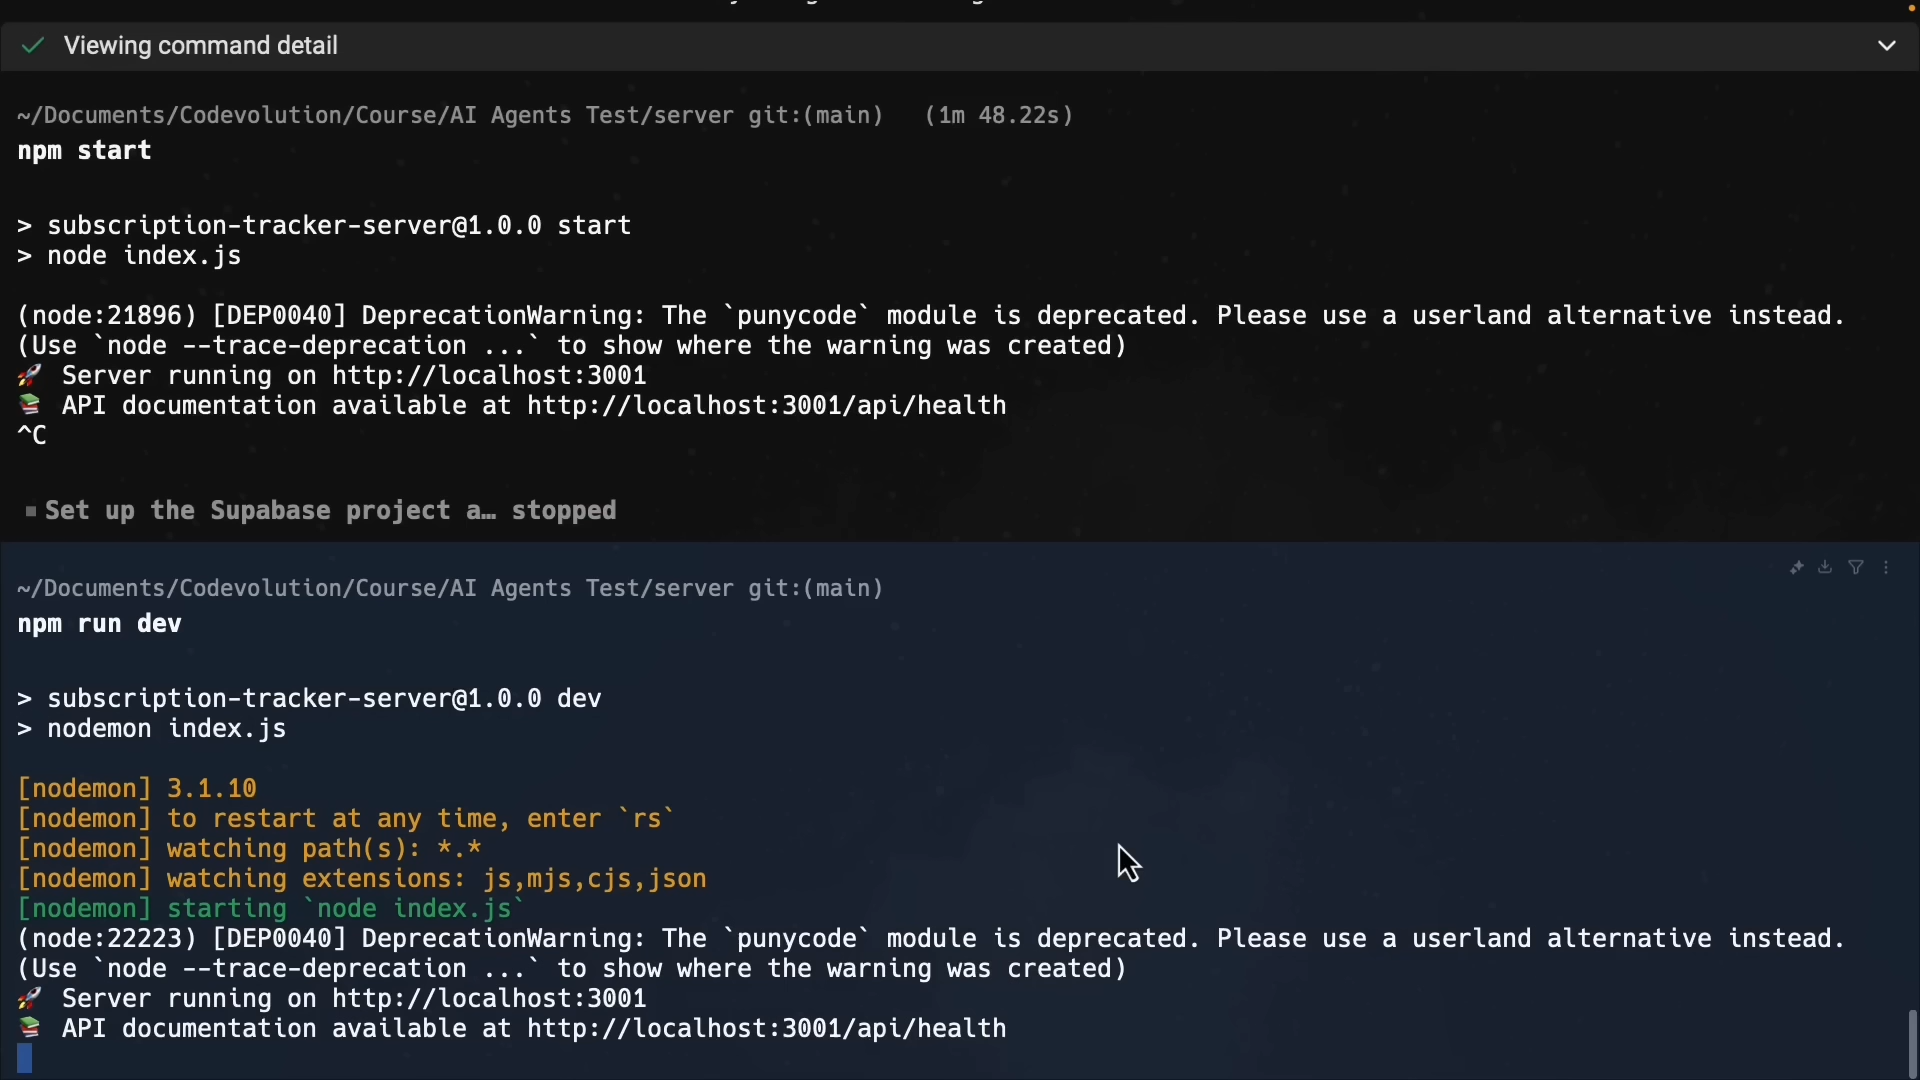 Viewing command detail
~/Documents/Codevolution/Course/AI Agents Test/server git:(main) (1m 48.22s)
npm start
> subscription-tracker-server@1.0.0 start
> node index.js
(node:21896) [DEP0040] DeprecationWarning: The `punycode` module is deprecated. Please use a userland alternative instead.
(Use `node --trace-deprecation ...` to show where the warning was created)
🚀 Server running on http://localhost:3001
📚 API documentation available at http://localhost:3001/api/health
^C
Set up the Supabase project a… stopped
~/Documents/Codevolution/Course/AI Agents Test/server git:(main)
npm run dev
> subscription-tracker-server@1.0.0 dev
> nodemon index.js
[nodemon] 3.1.10
[nodemon] to restart at any time, enter `rs`
[nodemon] watching path(s): *.*
[nodemon] watching extensions: js,mjs,cjs,json
[nodemon] starting `node index.js`
(node:22223) [DEP0040] DeprecationWarning: The `punycode` module is deprecated. Please use a userland alternative instead.
(Use `node --trace-deprecation ...` to show where the warning was created)
🚀 Server running on http://localhost:3001
📚 API documentation available at http://localhost:3001/api/health